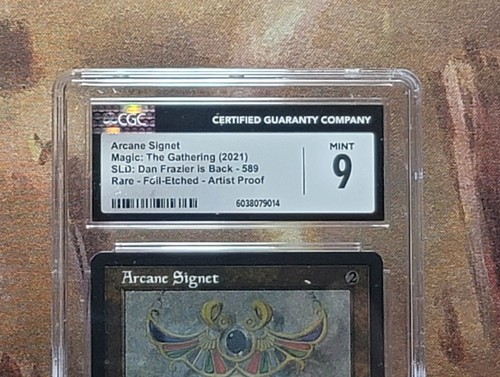 CGC
CERTIFIED GUARANTY COMPANY
Arcane Signet
Magic: The Gathering (2021)
SLD: Dan Frazier is Back - 589
Rare - Foil-Etched - Artist Proof
MINT
9
6038079014
Arcane Signet
2